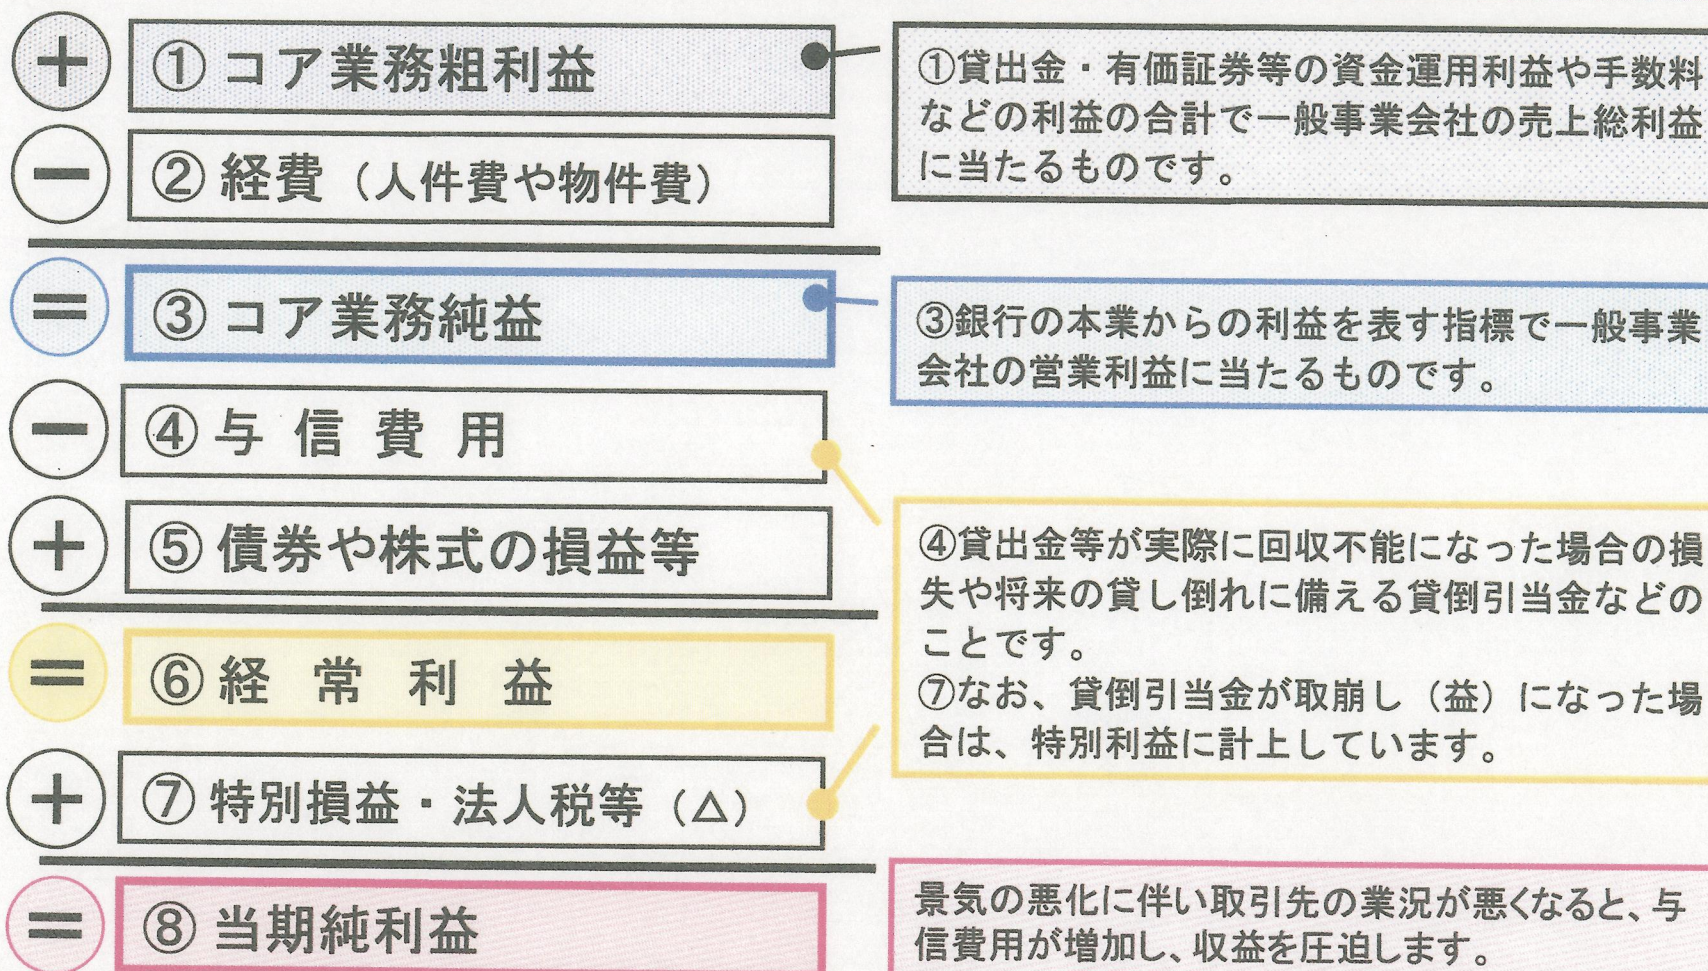 ＋ ① コア業務粗利益
①貸出金・有価証券等の資金運用利益や手数料
などの利益の合計で一般事業会社の売上総利益
に当たるものです。
－ ② 経費（人件費や物件費）
＝ ③ コア業務純益
③銀行の本業からの利益を表す指標で一般事業
会社の営業利益に当たるものです。
－ ④ 与信費用
＋ ⑤ 債券や株式の損益等
④貸出金等が実際に回収不能になった場合の損
失や将来の貸し倒れに備える貸倒引当金などの
ことです。
⑦なお、貸倒引当金が取崩し（益）になった場
合は、特別利益に計上しています。
＝ ⑥ 経常利益
＋ ⑦ 特別損益・法人税等（△）
＝ ⑧ 当期純利益
景気の悪化に伴い取引先の業況が悪くなると、与
信費用が増加し、収益を圧迫します。